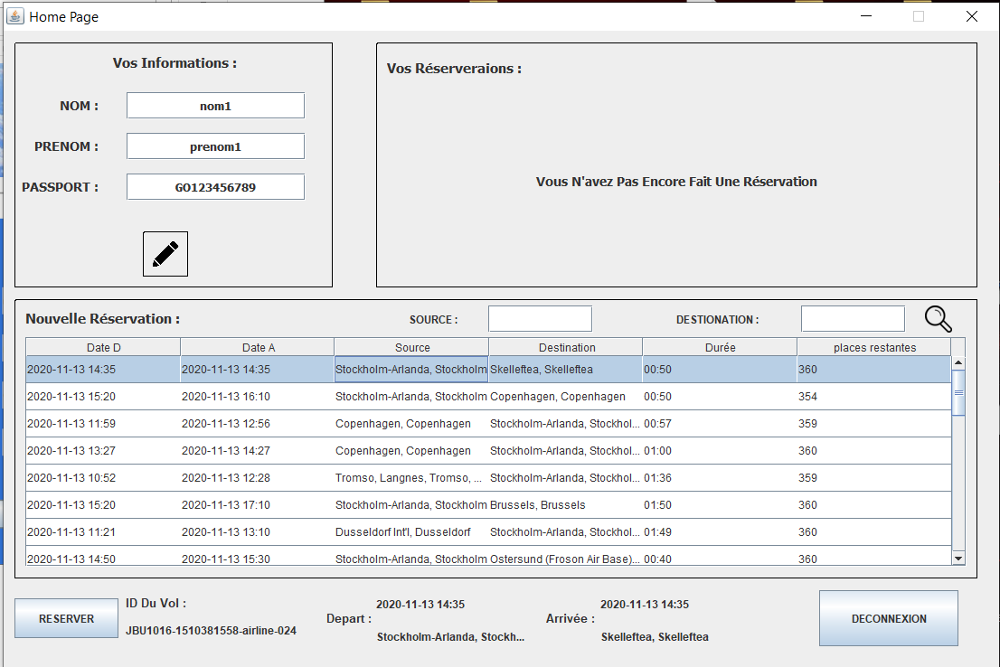 Home Page
Vos Informations :
NOM :
nom1
PRENOM :
prenom1
PASSPORT :
GO123456789
Vos Réserveraions :
Vous N'avez Pas Encore Fait Une Réservation
Nouvelle Réservation :
SOURCE :
DESTIONATION :
Date D Date A Source Destination Durée places restantes
2020-11-13 14:35 2020-11-13 14:35 Stockholm-Arlanda, Stockholm Skelleftea, Skelleftea 00:50 360
2020-11-13 15:20 2020-11-13 16:10 Stockholm-Arlanda, Stockholm Copenhagen, Copenhagen 00:50 354
2020-11-13 11:59 2020-11-13 12:56 Copenhagen, Copenhagen Stockholm-Arlanda, Stockhol... 00:57 359
2020-11-13 13:27 2020-11-13 14:27 Copenhagen, Copenhagen Stockholm-Arlanda, Stockhol... 01:00 360
2020-11-13 10:52 2020-11-13 12:28 Tromso, Langnes, Tromso, ... Stockholm-Arlanda, Stockhol... 01:36 359
2020-11-13 15:20 2020-11-13 17:10 Stockholm-Arlanda, Stockholm Brussels, Brussels 01:50 360
2020-11-13 11:21 2020-11-13 13:10 Dusseldorf Int'l, Dusseldorf Stockholm-Arlanda, Stockhol... 01:49 360
2020-11-13 14:50 2020-11-13 15:30 Stockholm-Arlanda, Stockholm Ostersund (Froson Air Base)... 00:40 360
RESERVER
ID Du Vol :
JBU1016-1510381558-airline-024
Depart :
2020-11-13 14:35
Stockholm-Arlanda, Stockh...
Arrivée :
2020-11-13 14:35
Skelleftea, Skelleftea
DECONNEXION